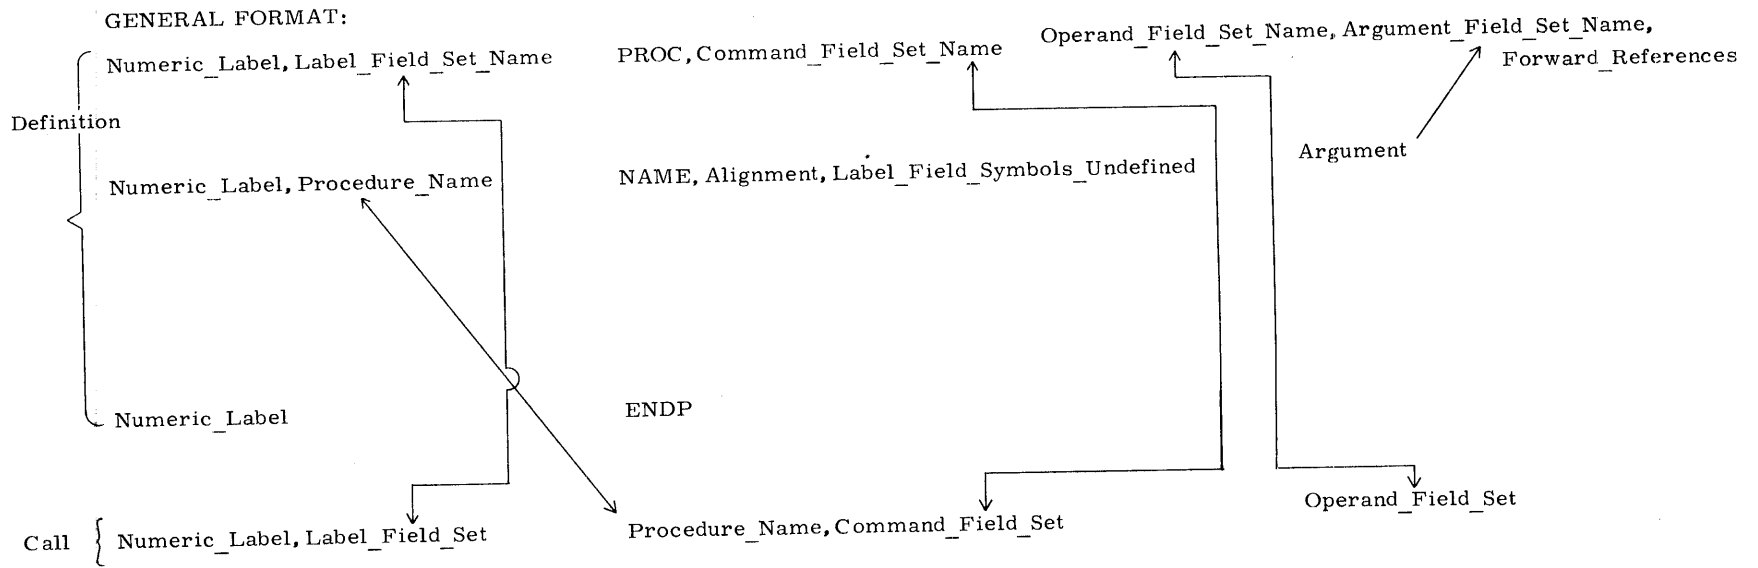 GENERAL FORMAT:
Numeric_Label, Label_Field_Set_Name PROC, Command_Field_Set_Name Operand_Field_Set_Name, Argument_Field_Set_Name,
Forward_References
Definition
Numeric_Label, Procedure_Name NAME, Alignment, Label_Field_Symbols_Undefined Argument
Numeric_Label ENDP
Call Numeric_Label, Label_Field_Set Procedure_Name, Command_Field_Set Operand_Field_Set